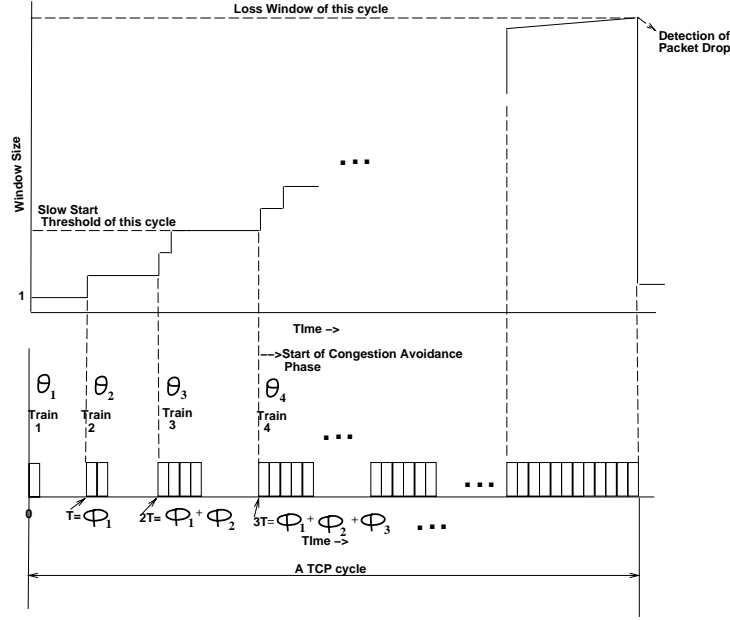 Loss Window of this cycle
Detection of
Packet Drop
Window Size
Slow Start
Threshold of this cycle
1
TIme −>
−−>Start of Congestion Avoidance
Phase
θ1 θ2 θ3 θ4
Train
1
Train
2
Train
3
Train
4
0
T= Φ1
2T= Φ1 + Φ2
3T= Φ1 + Φ2 + Φ3
TIme −>
A TCP cycle